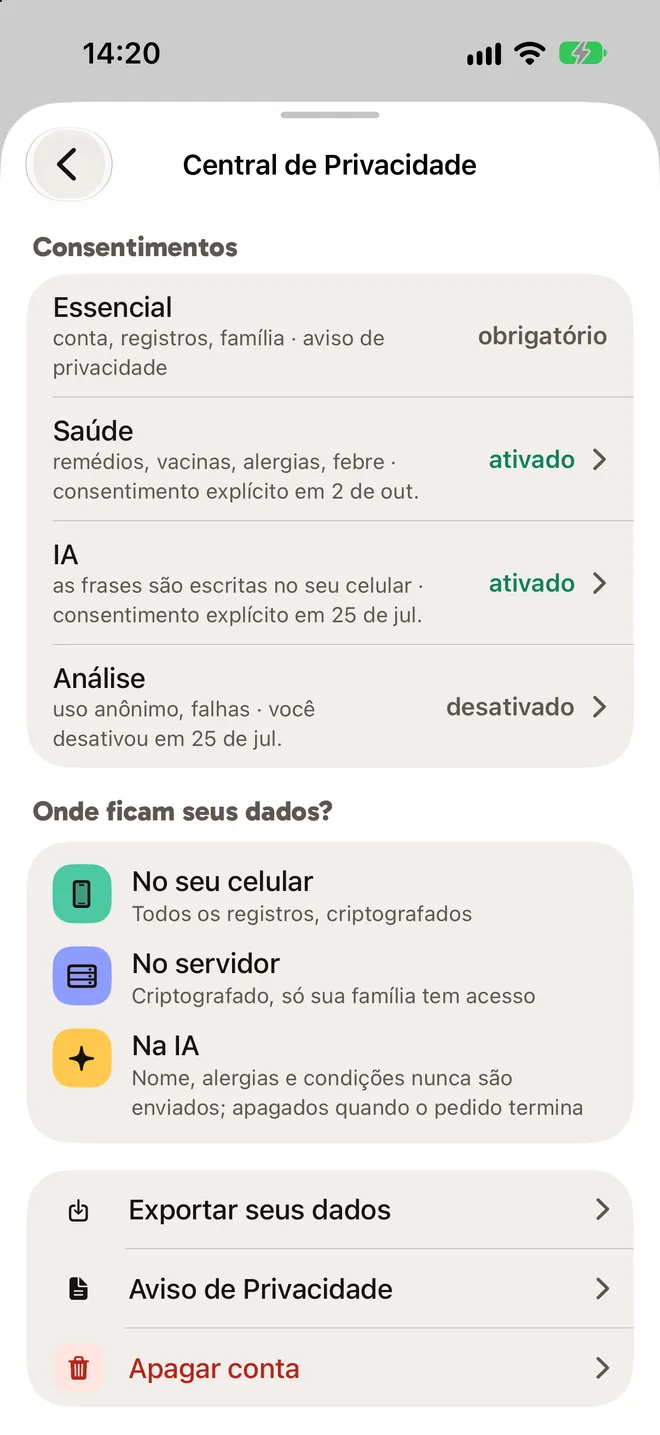 14:20
Central de Privacidade
Consentimentos
Essencial
conta, registros, família · aviso de
privacidade
obrigatório
Saúde
remédios, vacinas, alergias, febre ·
consentimento explícito em 2 de out.
ativado
IA
as frases são escritas no seu celular ·
consentimento explícito em 25 de jul.
ativado
Análise
uso anônimo, falhas · você
desativou em 25 de jul.
desativado
Onde ficam seus dados?
No seu celular
Todos os registros, criptografados
No servidor
Criptografado, só sua família tem acesso
Na IA
Nome, alergias e condições nunca são
enviados; apagados quando o pedido termina
Exportar seus dados
Aviso de Privacidade
Apagar conta